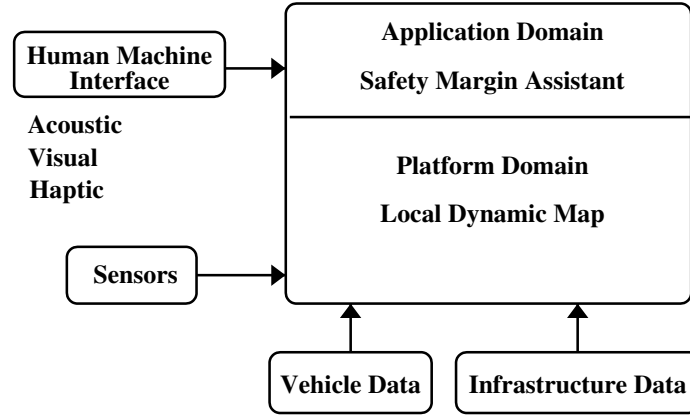 Human Machine
Interface
Acoustic
Visual
Haptic
Application Domain
Safety Margin Assistant
Platform Domain
Local Dynamic Map
Sensors
Vehicle Data
Infrastructure Data